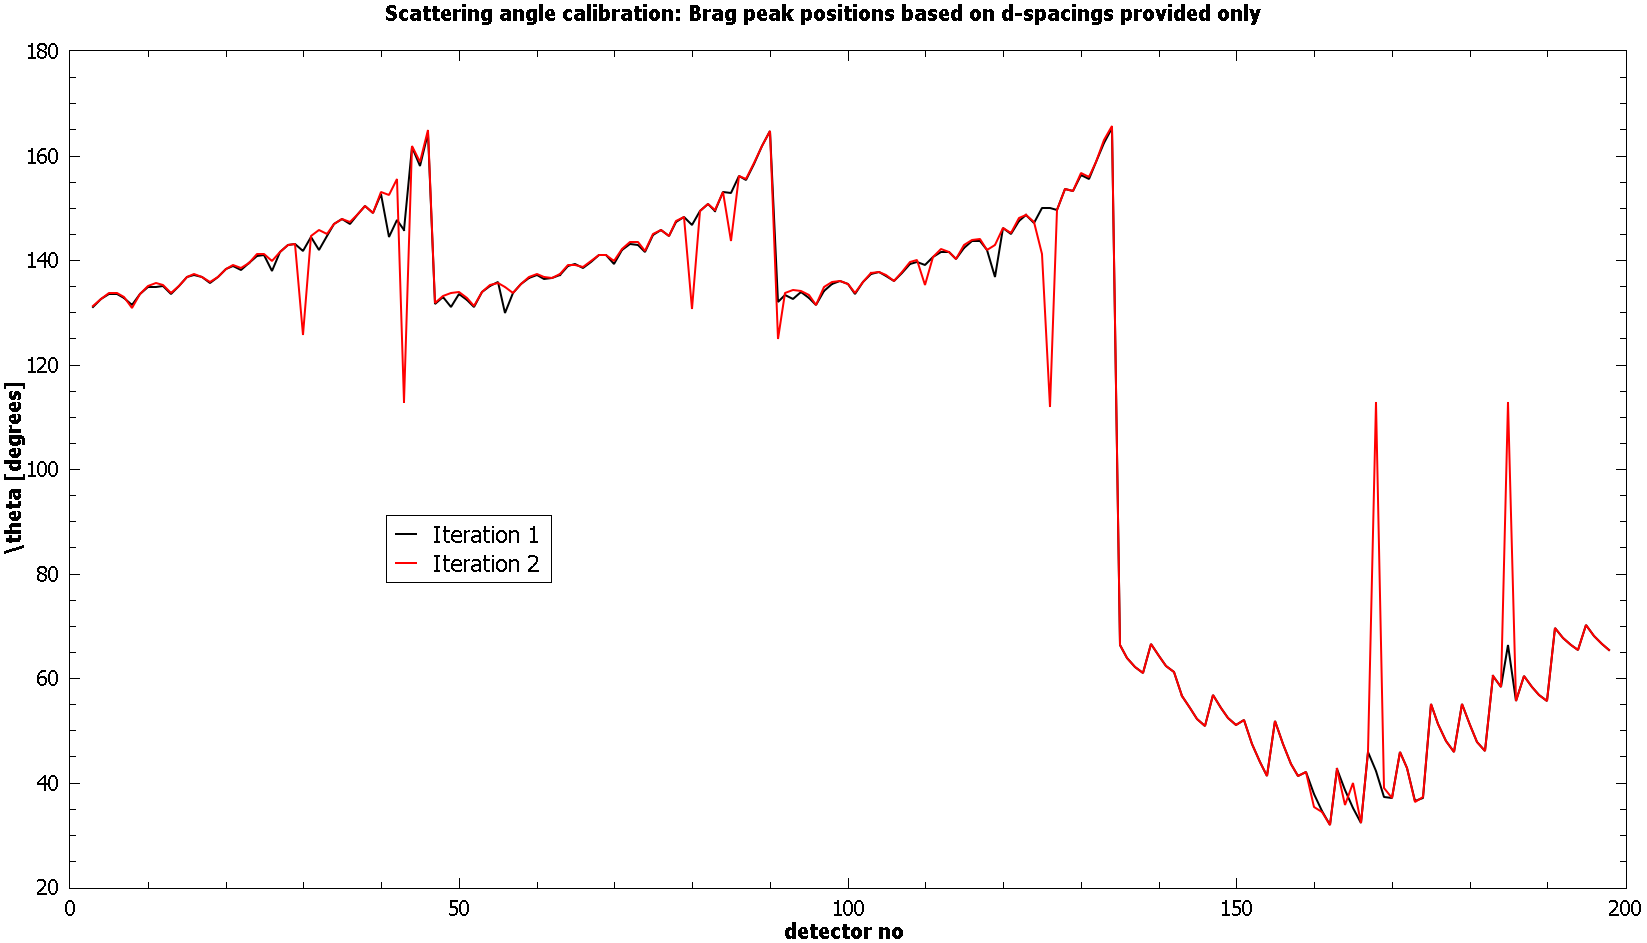 Scattering angle calibration: Brag peak positions based on d-spacings provided only
180
160
140
120
100
80
60
40
20
\theta [degrees]
Iteration 1
Iteration 2
0
50
100
150
200
detector no